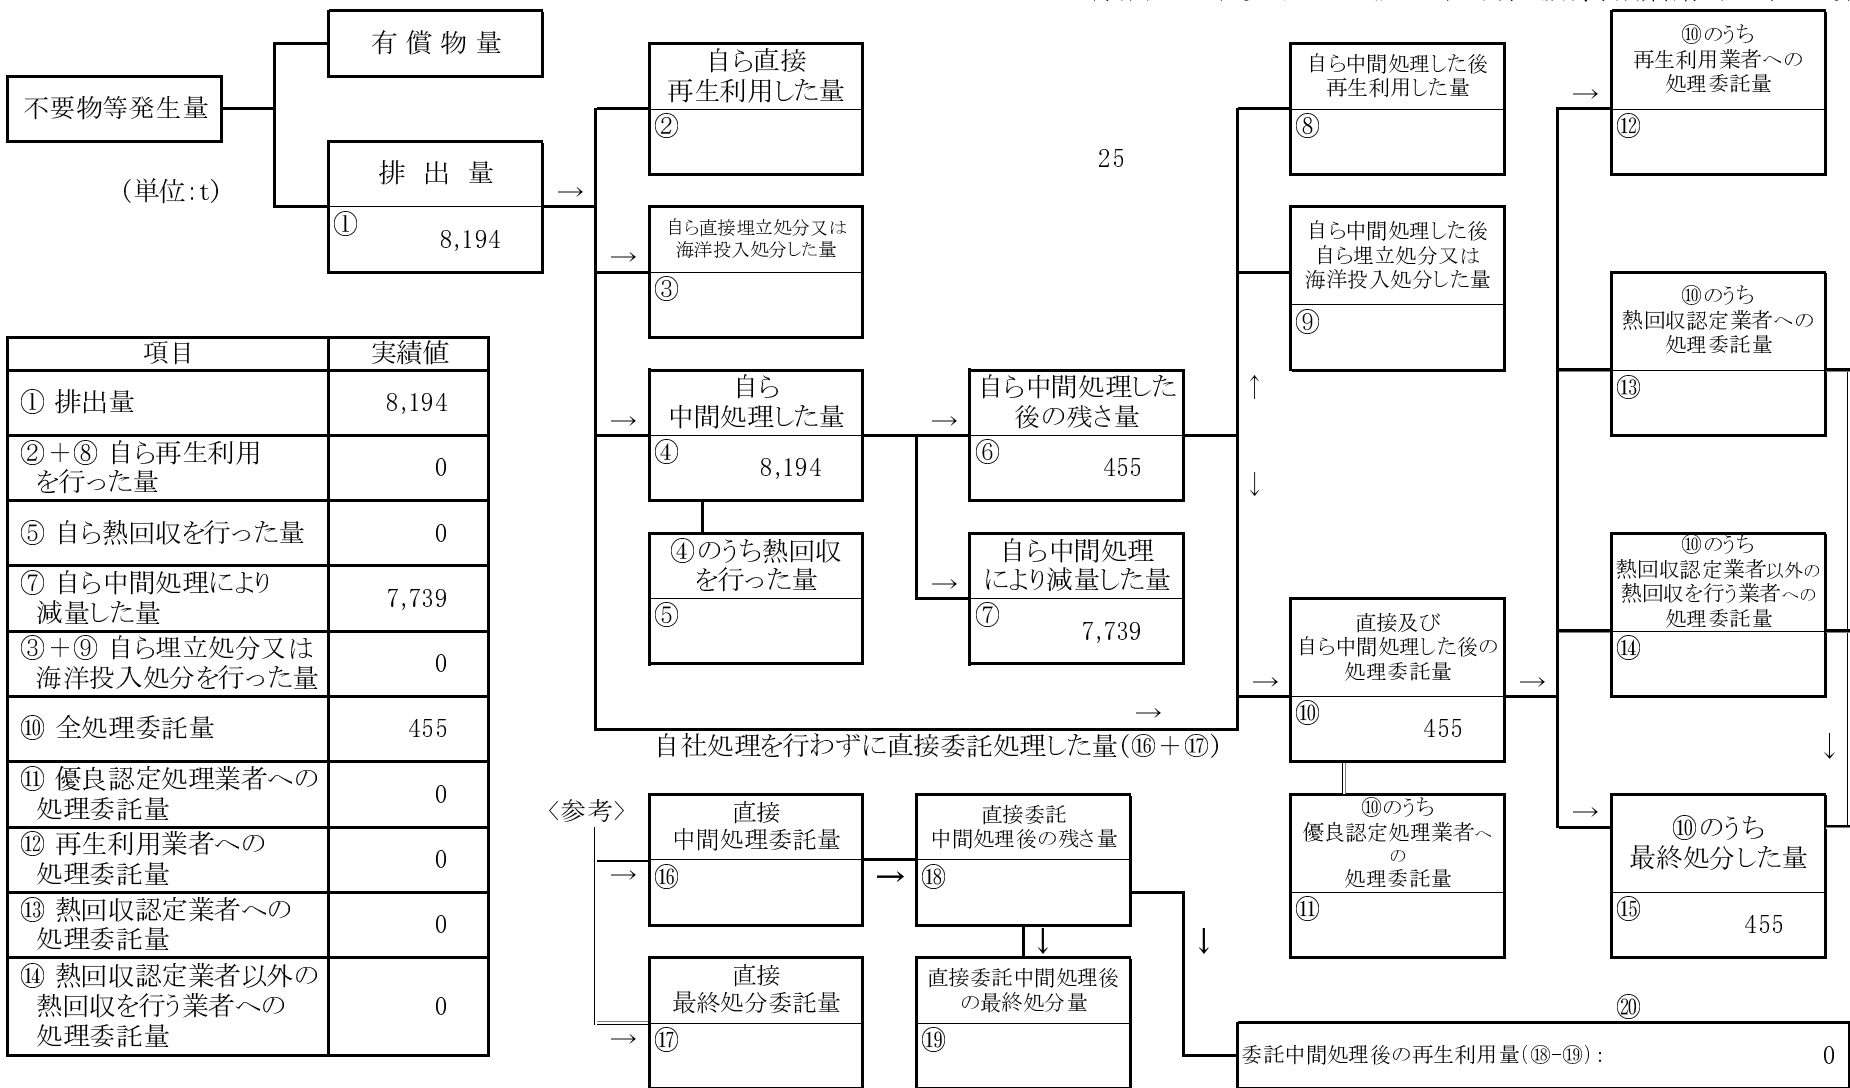 不要物等発生量
(単位:t)
有償物量
排出量
①
8,194
自ら直接
再生利用した量
②
自ら直接埋立処分又は
海洋投入処分した量
③
自ら
中間処理した量
④
8,194
④のうち熱回収
を行った量
⑤
自ら中間処理した
後の残さ量
⑥
455
自ら中間処理
により減量した量
⑦
7,739
25
自ら中間処理した後
再生利用した量
⑧
自ら中間処理した後
自ら埋立処分又は
海洋投入処分した量
⑨
直接及び
自ら中間処理した後の
処理委託量
⑩
455
⑩のうち
優良認定処理業者へ
の
処理委託量
⑪
⑩のうち
再生利用業者への
処理委託量
⑫
⑩のうち
熱回収認定業者への
処理委託量
⑬
⑩のうち
熱回収認定業者以外の
熱回収を行う業者への
処理委託量
⑭
⑩のうち
最終処分した量
⑮
455
自社処理を行わずに直接委託処理した量(⑯+⑰)
〈参考〉
直接
中間処理委託量
⑯
直接
最終処分委託量
⑰
直接委託
中間処理後の残さ量
⑱
直接委託中間処理後
の最終処分量
⑲
⑳
委託中間処理後の再生利用量(⑱-⑲):
0
項目 実績値
① 排出量 8,194
②+⑧ 自ら再生利用
を行った量 0
⑤ 自ら熱回収を行った量 0
⑦ 自ら中間処理により
減量した量 7,739
③+⑨ 自ら埋立処分又は
海洋投入処分を行った量 0
⑩ 全処理委託量 455
⑪ 優良認定処理業者への
処理委託量 0
⑫ 再生利用業者への
処理委託量 0
⑬ 熱回収認定業者への
処理委託量 0
⑭ 熱回収認定業者以外の
熱回収を行う業者への
処理委託量 0